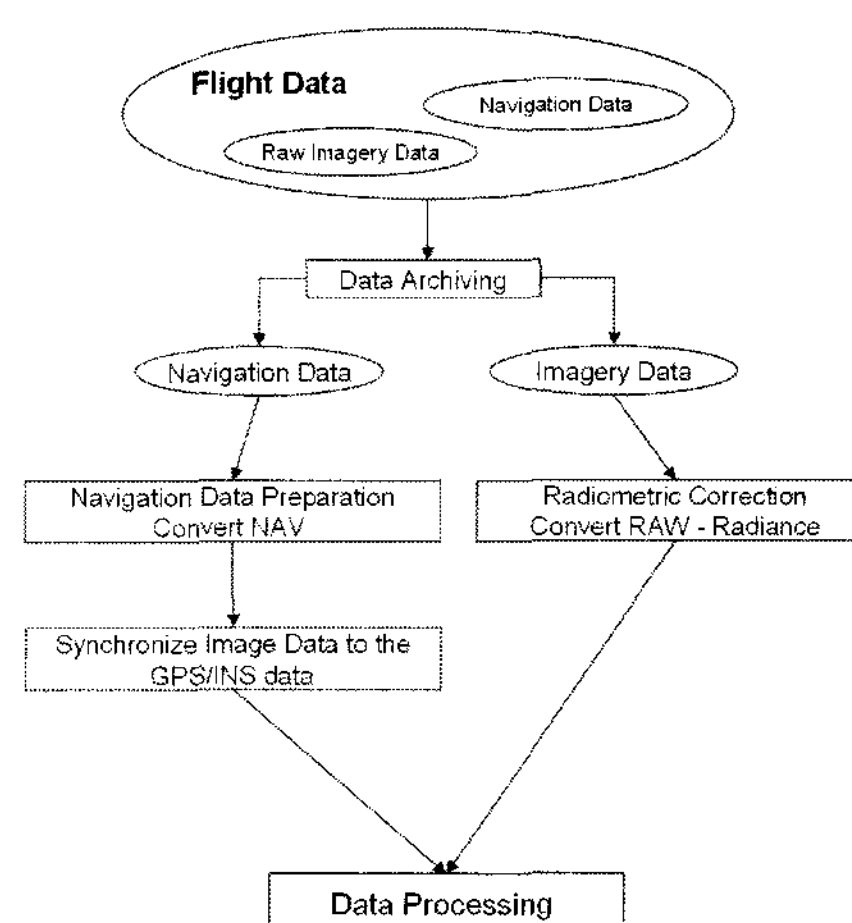 Flight Data
Navigation Data
Raw Imagery Data
Data Archiving
Navigation Data
Imagery Data
Navigation Data Preparation
Convert NAV
Radiometric Correction
Convert RAW - Radiance
Synchronize Image Data to the
GPS/INS data
Data Processing